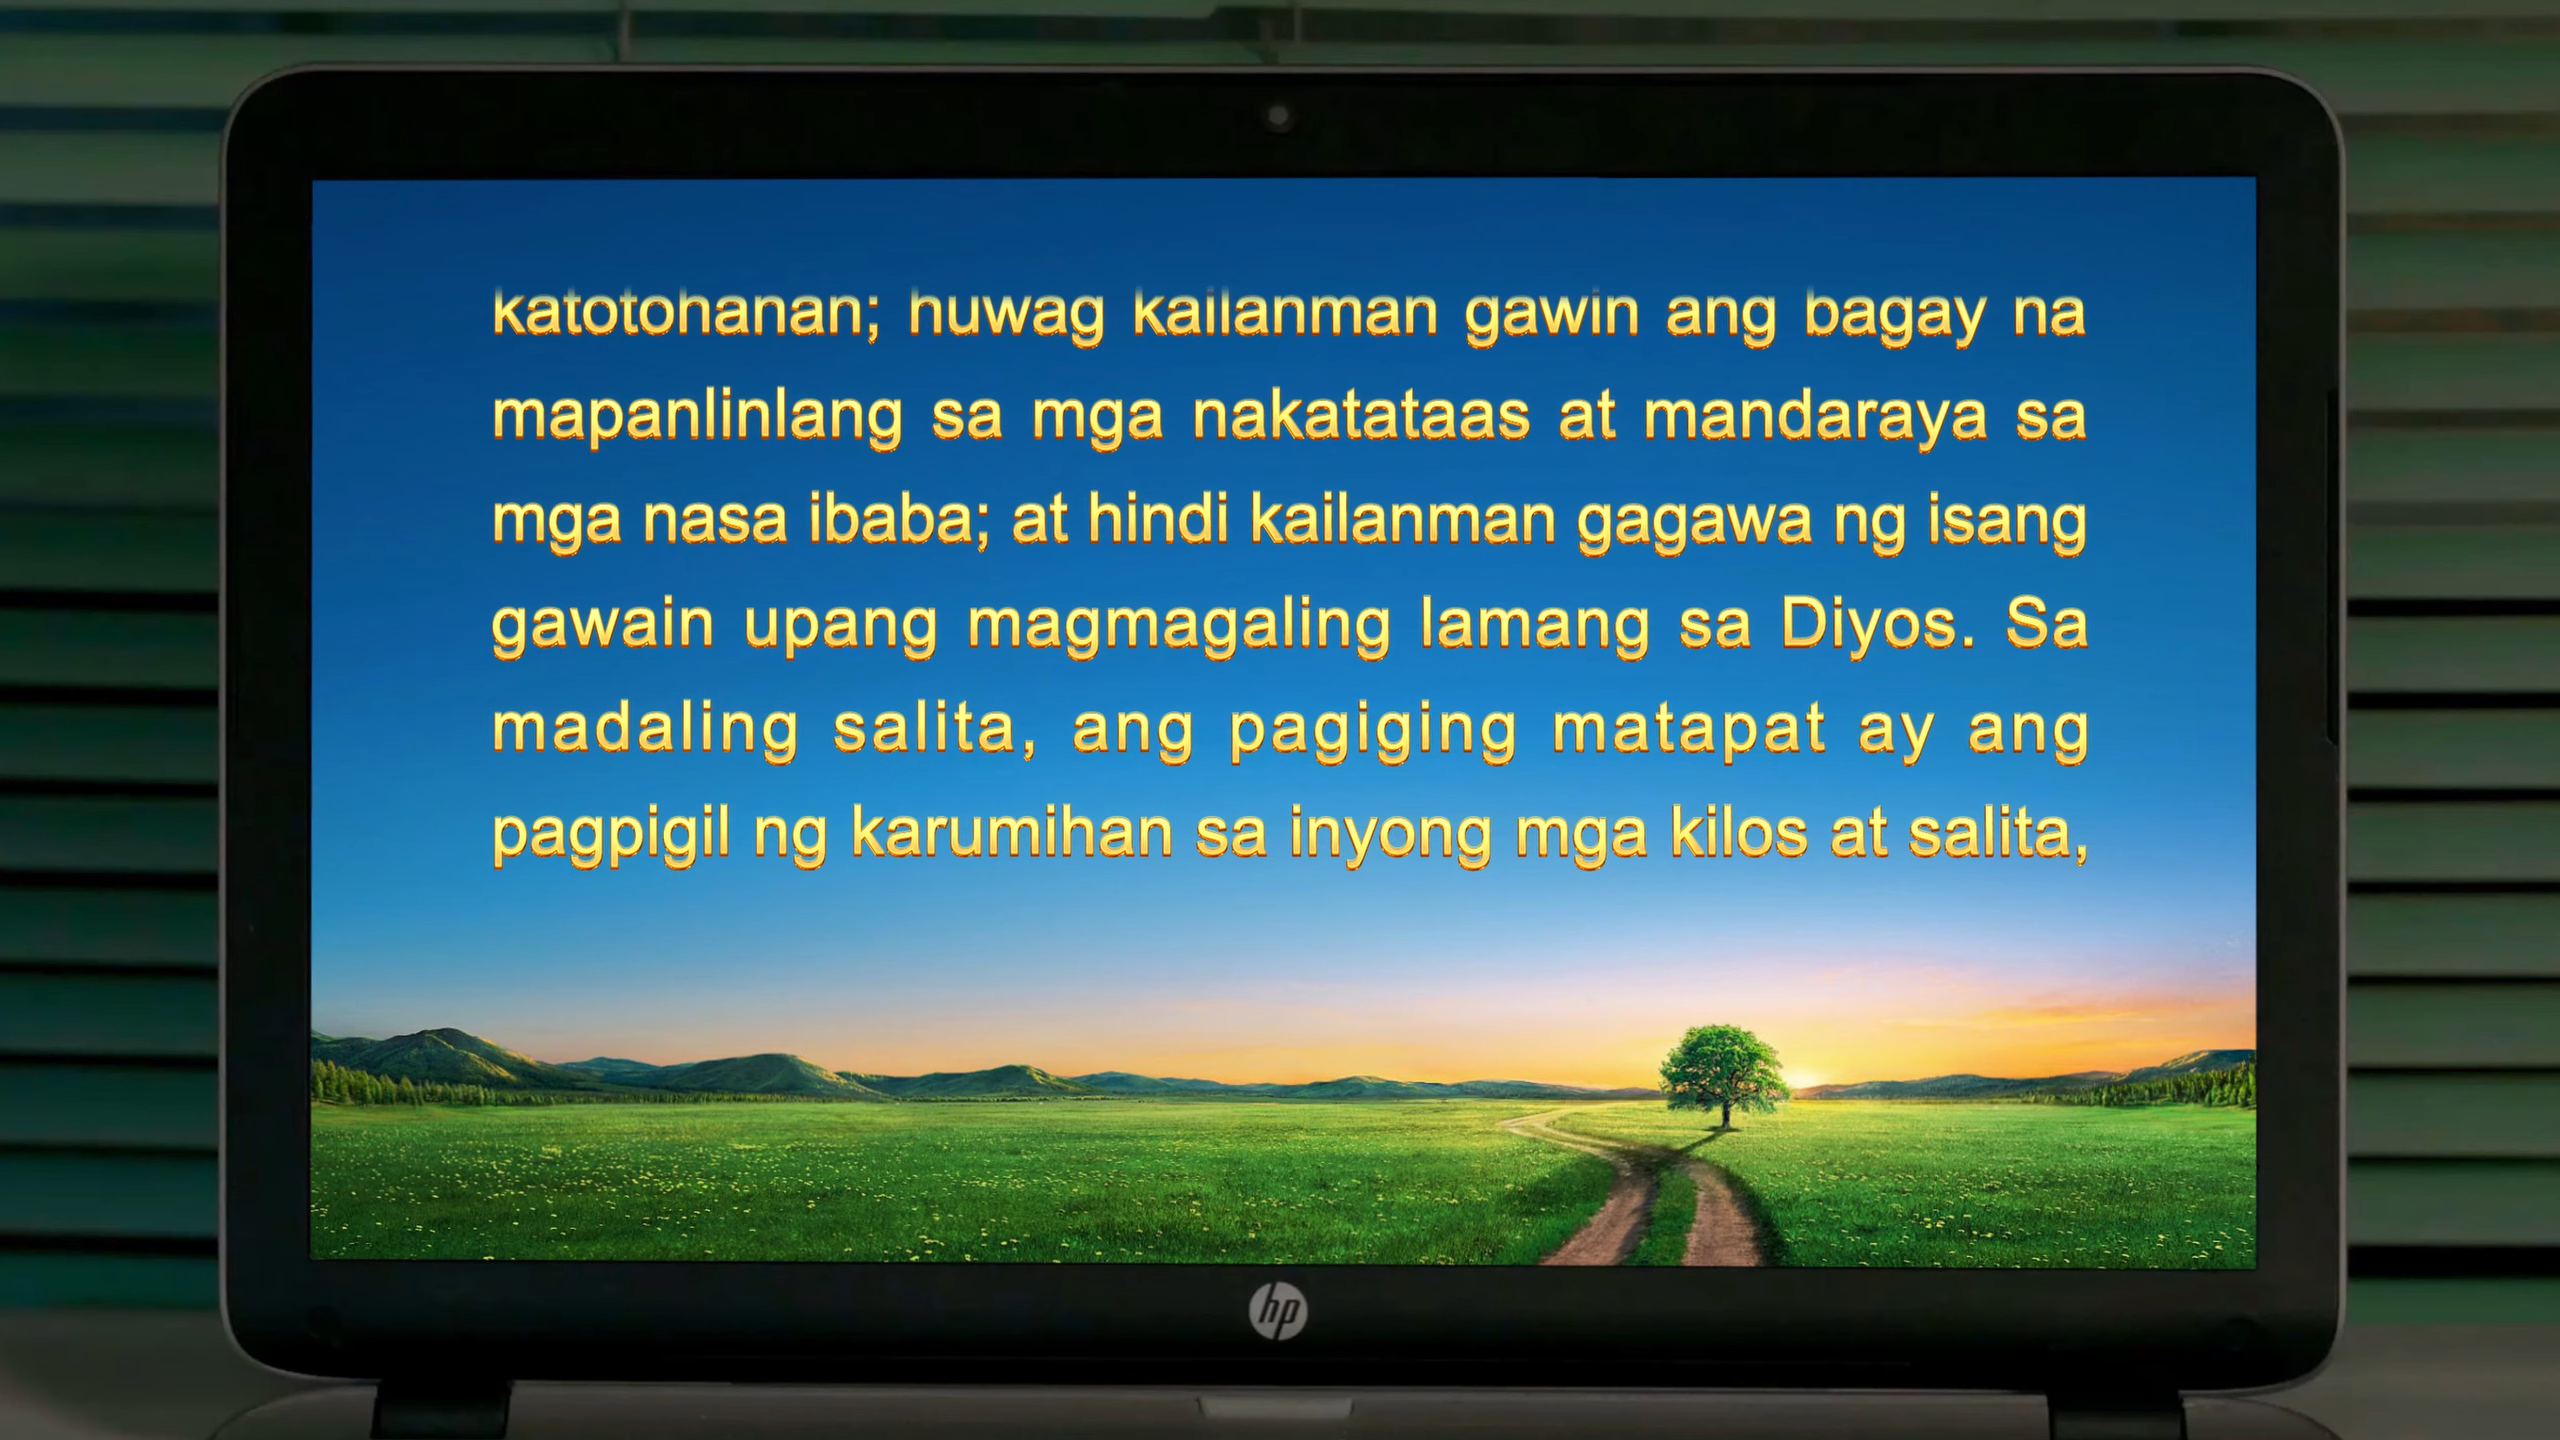 katotohanan; huwag kailanman gawin ang bagay na
mapanlinlang sa mga nakatataas at mandaraya sa
mga nasa ibaba; at hindi kailanman gagawa ng isang
gawain upang magmagaling lamang sa Diyos. Sa
madaling salita, ang pagiging matapat ay ang
pagpigil ng karumihan sa inyong mga kilos at salita,
hp